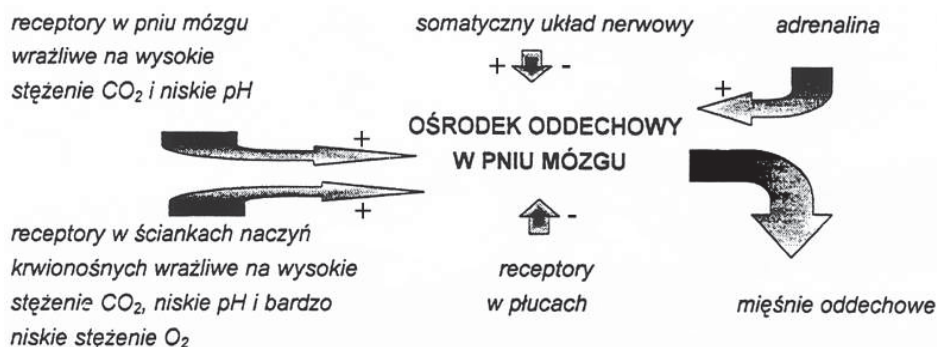 receptory w pniu mózgu
wrażliwe na wysokie
stężenie CO₂ i niskie pH
somatyczny układ nerwowy
+ -
adrenalina
+
OŚRODEK ODDECHOWY
W PNIU MÓZGU
+
+
receptory w ściankach naczyń
krwionośnych wrażliwe na wysokie
stężenie CO₂, niskie pH i bardzo
niskie stężenie O₂
-
receptory
w płucach
mięśnie oddechowe